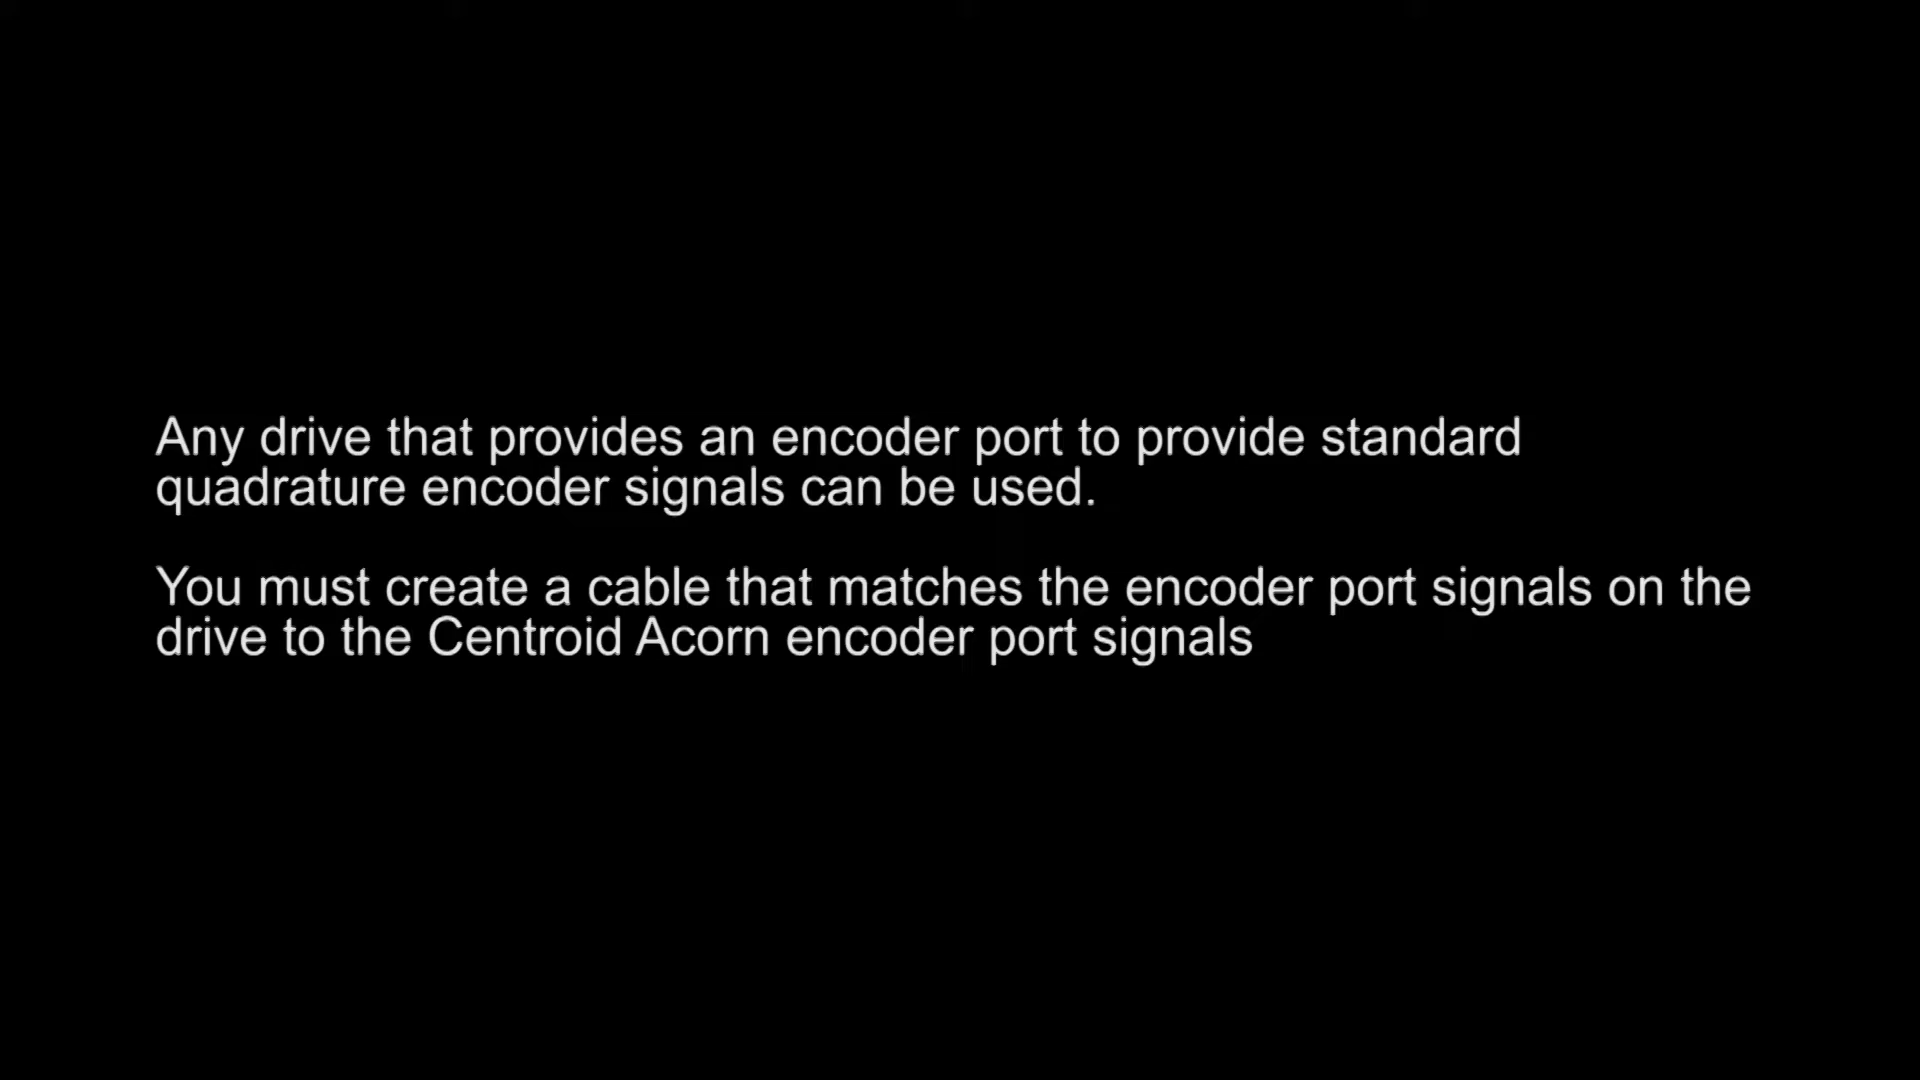 Any drive that provides an encoder port to provide standard
quadrature encoder signals can be used.
You must create a cable that matches the encoder port signals on the
drive to the Centroid Acorn encoder port signals